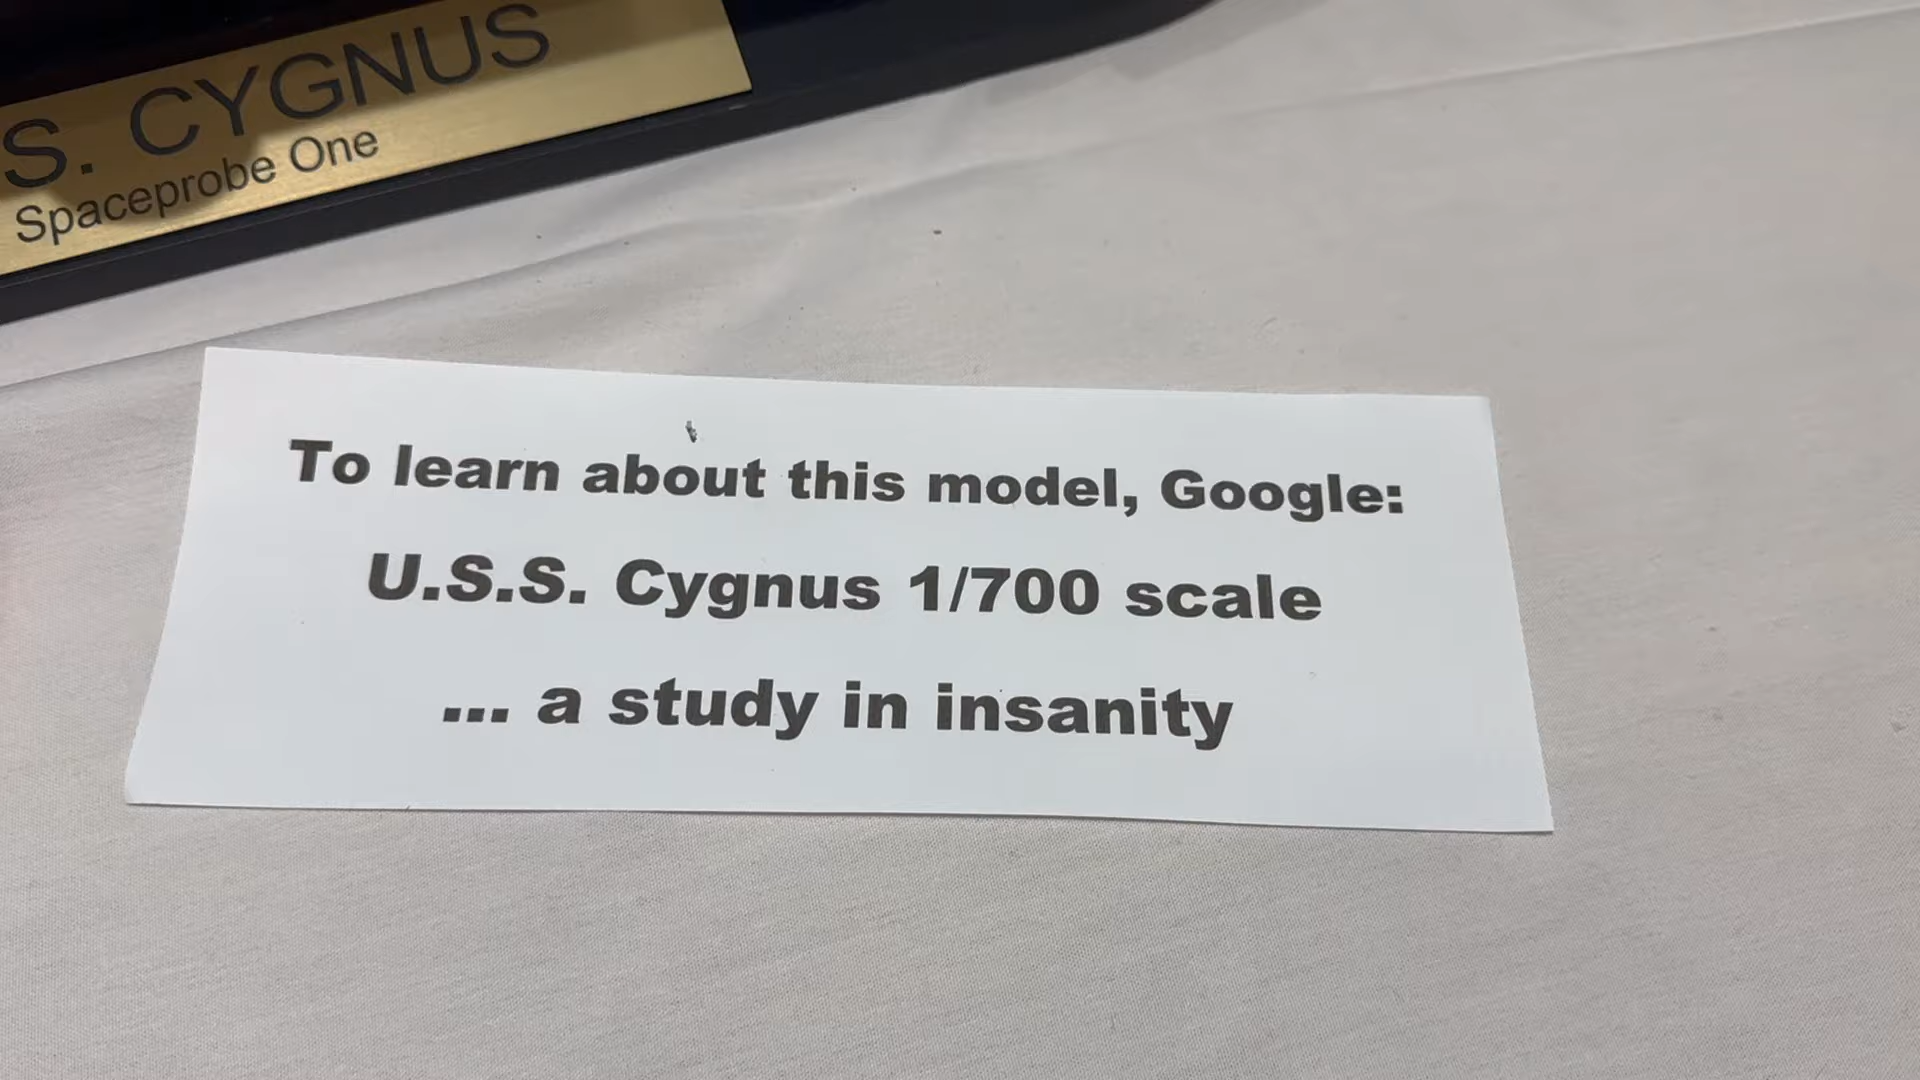 S. CYGNUS
Spaceprobe One
To learn about this model, Google:
U.S.S. Cygnus 1/700 scale
... a study in insanity